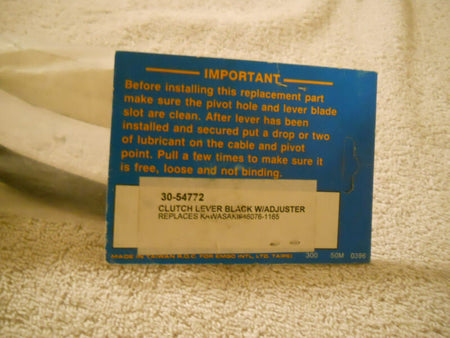 IMPORTANT
Before installing this replacement part
make sure the pivot hole and lever blade
slot are clean. After lever has been
installed and secured put a drop or two
of lubricant on the cable and pivot
point. Pull a few times to make sure it
is free, loose and not binding.
30-54772
CLUTCH LEVER BLACK W/ADJUSTER
REPLACES KAWASAKI#46076-1165
MADE IN TAIWAN R.O.C. FOR EMGO INTL, LTD. TAIPEI 300 50M 0396